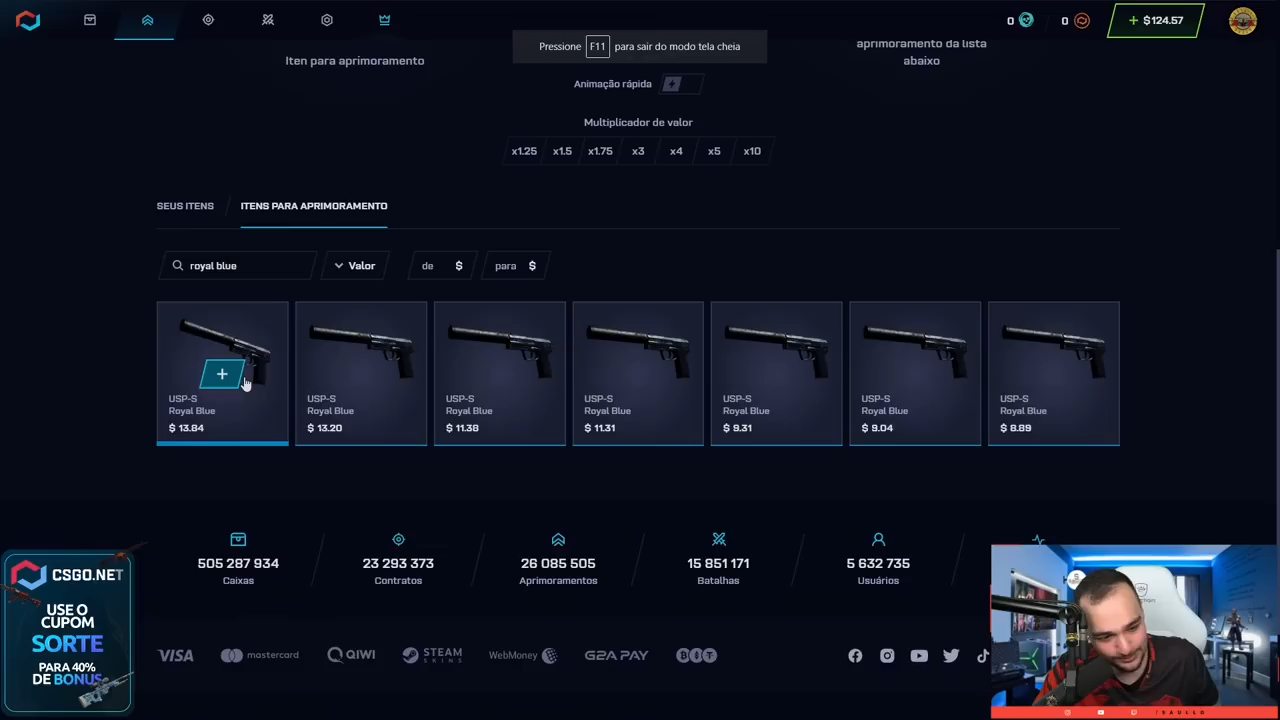 0
0
+ $124.57
Pressione F11 para sair do modo tela cheia
Iten para aprimoramento
aprimoramento da lista
abaixo
Animação rápida
Multiplicador de valor
x1.25
x1.5
x1.75
x3
x4
x5
x10
SEUS ITENS
ITENS PARA APRIMORAMENTO
royal blue
Valor
de $
para $
USP-S
Royal Blue
$ 13.84
USP-S
Royal Blue
$ 13.20
USP-S
Royal Blue
$ 11.38
USP-S
Royal Blue
$ 11.31
USP-S
Royal Blue
$ 9.31
USP-S
Royal Blue
$ 9.04
USP-S
Royal Blue
$ 8.89
505 287 934
Caixas
23 293 373
Contratos
26 085 505
Aprimoramentos
15 851 171
Batalhas
5 632 735
Usuários
CSGO.NET
USE O
CUPOM
SORTE
PARA 40%
DE BONUS
VISA
mastercard
QIWI
STEAM
SKINS
WebMoney
G2A PAY
BIT